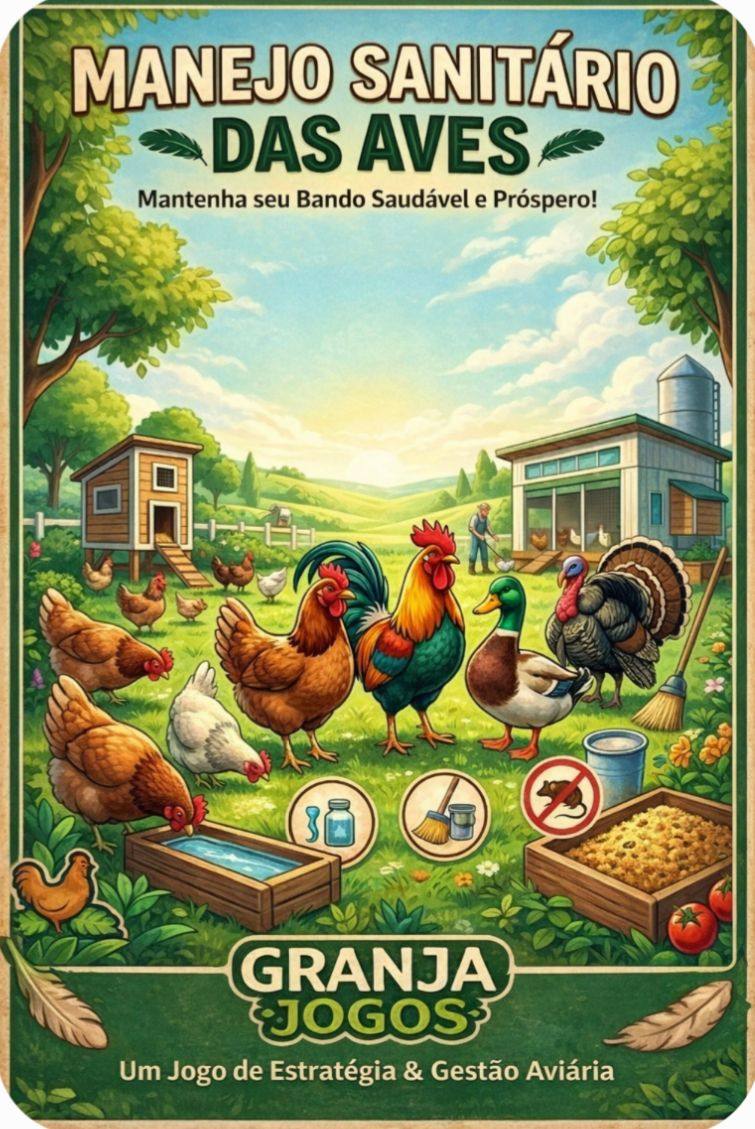 MANEJO SANITÁRIO
DAS AVES
Mantenha seu Bando Saudável e Próspero!
GRANJA
JOGOS
Um Jogo de Estratégia & Gestão Aviária